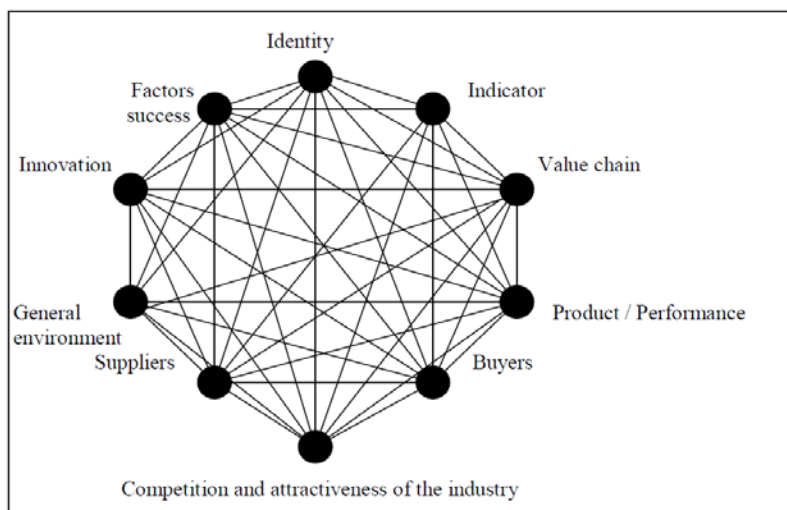 Identity
Factors
success
Indicator
Innovation
Value chain
General
environment
Product / Performance
Suppliers
Buyers
Competition and attractiveness of the industry